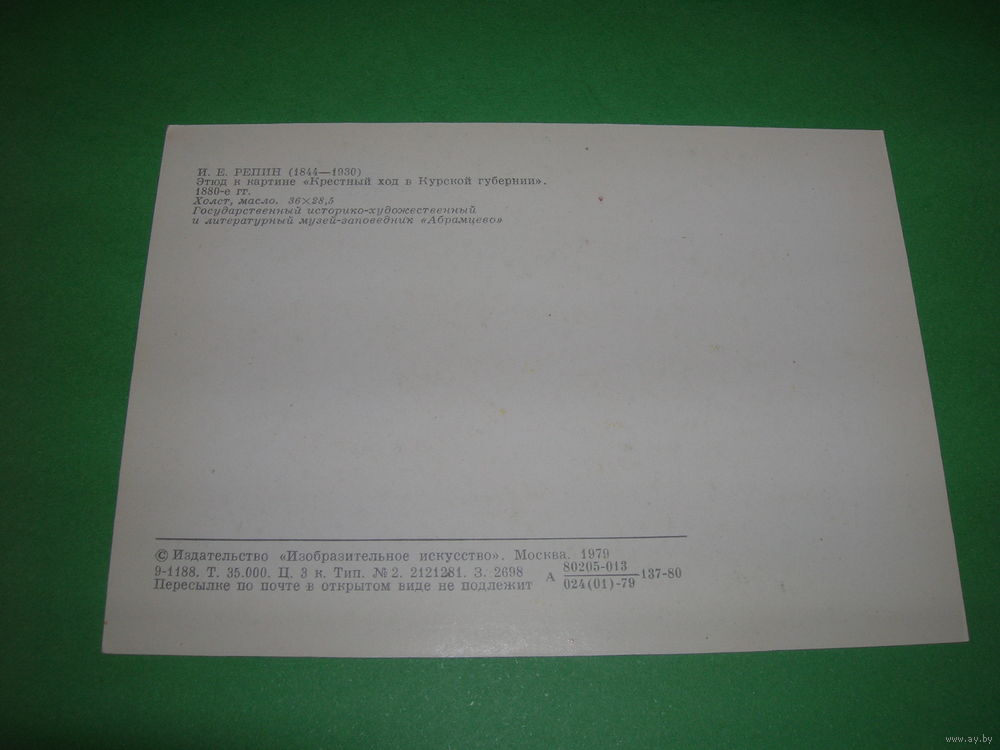 И. Е. РЕПИН (1844—1930)
Этюд к картине «Крестный ход в Курской губернии».
1880-е гг.
Холст, масло. 36×28,5
Государственный историко-художественный
и литературный музей-заповедник «Абрамцево»
© Издательство «Изобразительное искусство». Москва. 1979
9-1188. Т. 35.000. Ц. 3 к. Тип. №2. 2121281. З. 2698
Пересылке по почте в открытом виде не подлежит
А 80205-013
024(01)-79 137-80
www.ay.by